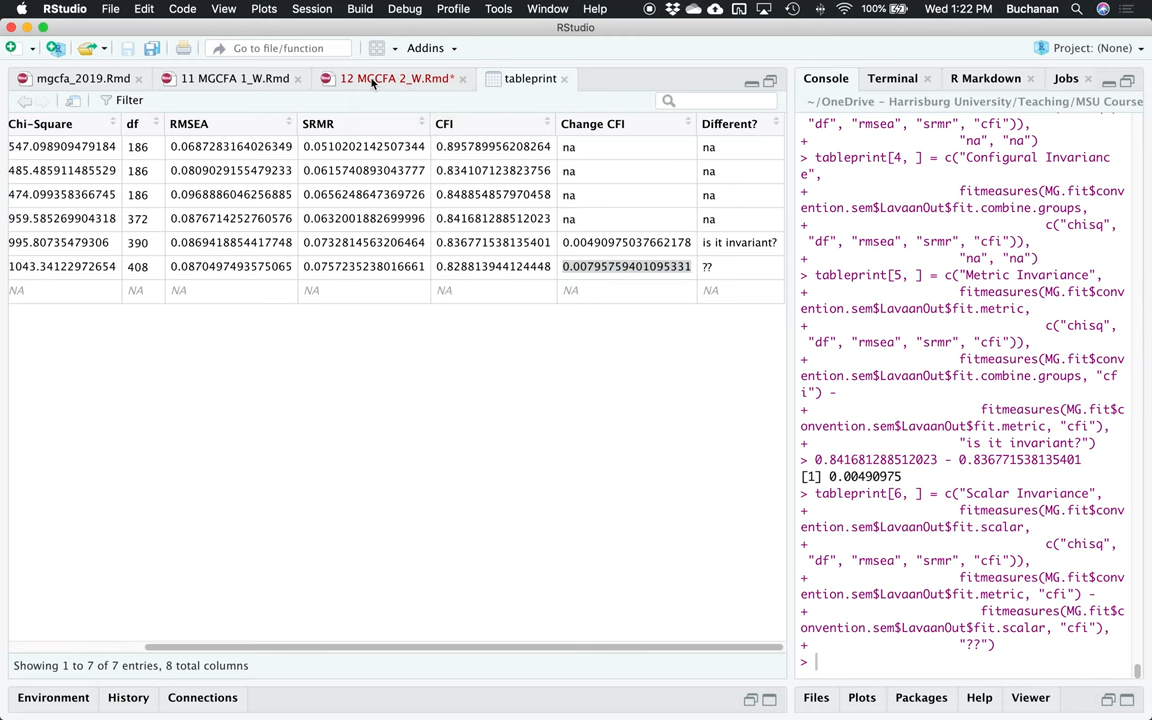 RStudio File Edit Code View Plots Session Build Debug Profile Tools Window Help 100% Wed 1:22 PM Buchanan
RStudio
Go to file/function Addins Project: (None)
mgcfa_2019.Rmd 11 MGCFA 1_W.Rmd 12 MGCFA 2_W.Rmd* tableprint
Filter
Chi-Square df RMSEA SRMR CFI Change CFI Different?
547.098909479184 186 0.0687283164026349 0.0510202142507344 0.895789956208264 na na
485.485911485529 186 0.0809029155479233 0.0615740893043777 0.834107123823756 na na
474.099358366745 186 0.0968886046256885 0.0656248647369726 0.848854857970458 na na
959.585269904318 372 0.0876714252760576 0.0632001882699996 0.841681288512023 na na
995.80735479306 390 0.0869418854417748 0.0732814563206464 0.836771538135401 0.00490975037662178 is it invariant?
1043.34122972654 408 0.0870497493575065 0.0757235238016661 0.828813944124448 0.00795759401095331 ??
NA NA NA NA NA NA NA
Showing 1 to 7 of 7 entries, 8 total columns
Environment History Connections
Console Terminal R Markdown Jobs
~/OneDrive - Harrisburg University/Teaching/MSU Course
"df", "rmsea", "srmr", "cfi")),
+ "na", "na")
> tableprint[4, ] = c("Configural Invarianc
e",
+ fitmeasures(MG.fit$conv
ention.sem$LavaanOut$fit.combine.groups,
+ c("chisq",
"df", "rmsea", "srmr", "cfi")),
+ "na", "na")
> tableprint[5, ] = c("Metric Invariance",
+ fitmeasures(MG.fit$conv
ention.sem$LavaanOut$fit.metric,
+ c("chisq",
"df", "rmsea", "srmr", "cfi")),
+ fitmeasures(MG.fit$conv
ention.sem$LavaanOut$fit.combine.groups, "cf
i") -
+ fitmeasures(MG.fit$c
onvention.sem$LavaanOut$fit.metric, "cfi"),
+ "is it invariant?")
> 0.841681288512023 - 0.836771538135401
[1] 0.00490975
> tableprint[6, ] = c("Scalar Invariance",
+ fitmeasures(MG.fit$conv
ention.sem$LavaanOut$fit.scalar,
+ c("chisq",
"df", "rmsea", "srmr", "cfi")),
+ fitmeasures(MG.fit$conv
ention.sem$LavaanOut$fit.metric, "cfi") -
+ fitmeasures(MG.fit$c
onvention.sem$LavaanOut$fit.scalar, "cfi"),
+ "??")
>
Files Plots Packages Help Viewer